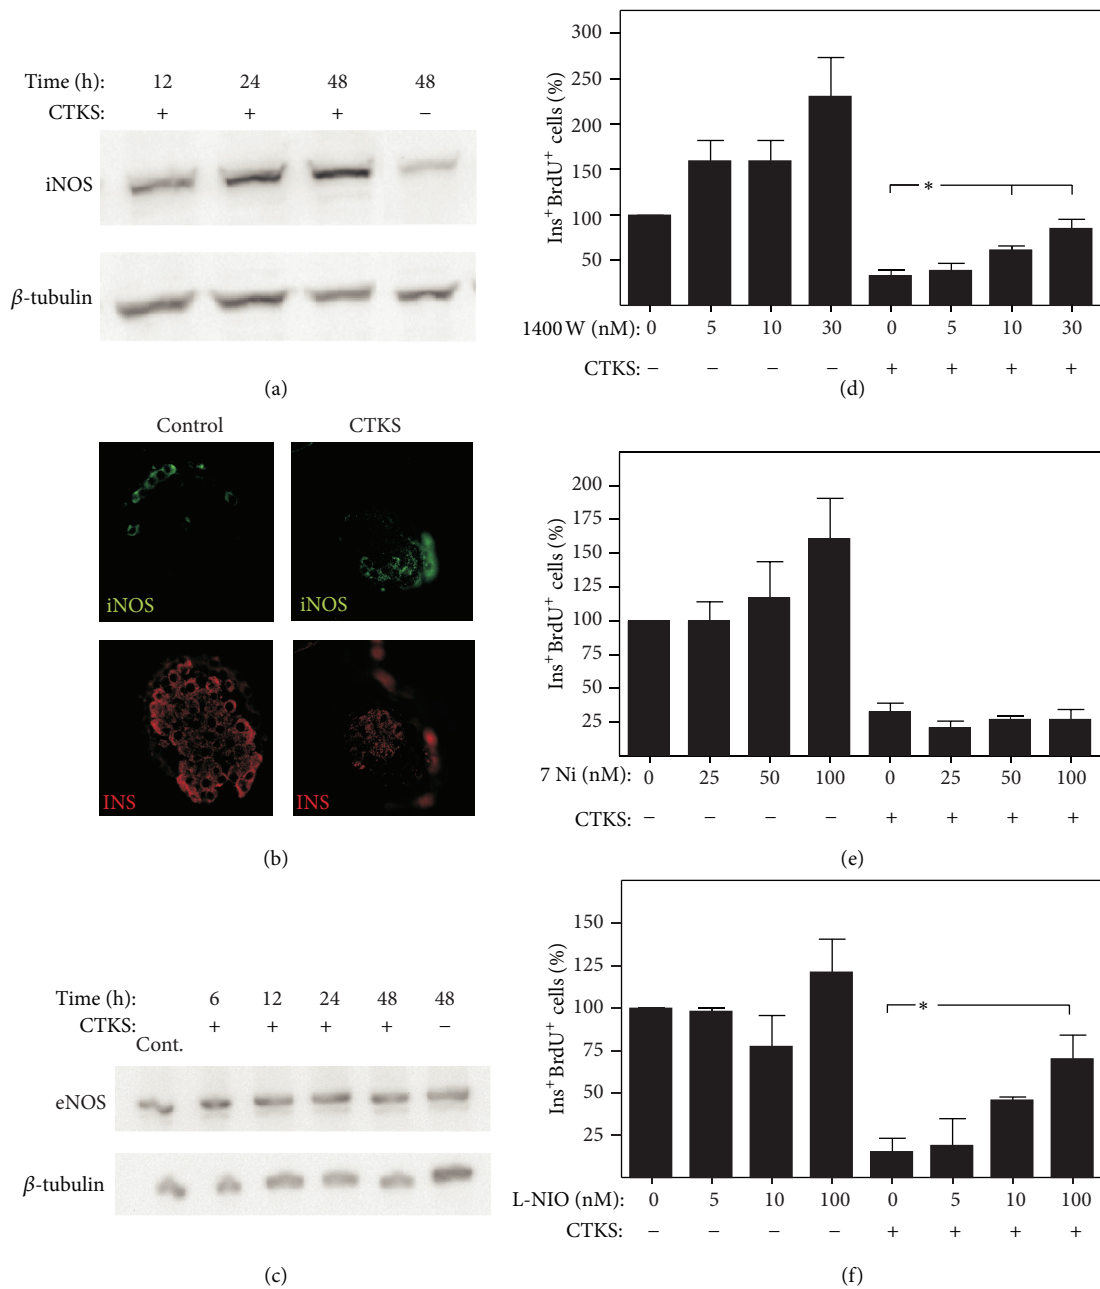 Time (h): 12 24 48 48
CTKS: + + + −
iNOS
β-tubulin
(a)
Control CTKS
iNOS iNOS
INS INS
(b)
Time (h): 6 12 24 48 48
CTKS: + + + + −
Cont.
eNOS
β-tubulin
(c)
Ins⁺BrdU⁺ cells (%)
300
250
200
150
100
50
*
1400 W (nM): 0 5 10 30 0 5 10 30
CTKS: − − − − + + + +
(d)
Ins⁺BrdU⁺ cells (%)
200
175
150
125
100
75
50
25
7 Ni (nM): 0 25 50 100 0 25 50 100
CTKS: − − − − + + + +
(e)
Ins⁺BrdU⁺ cells (%)
150
125
100
75
50
25
*
L-NIO (nM): 0 5 10 100 0 5 10 100
CTKS: − − − − + + + +
(f)